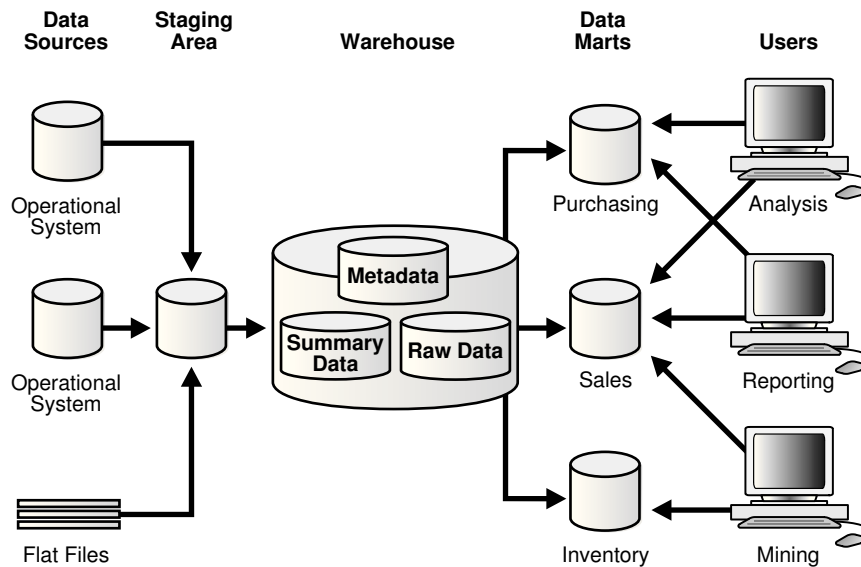 Data
Sources
Staging
Area
Warehouse
Data
Marts
Users
Operational
System
Purchasing
Analysis
Metadata
Summary
Data
Raw Data
Operational
System
Sales
Reporting
Flat Files
Inventory
Mining